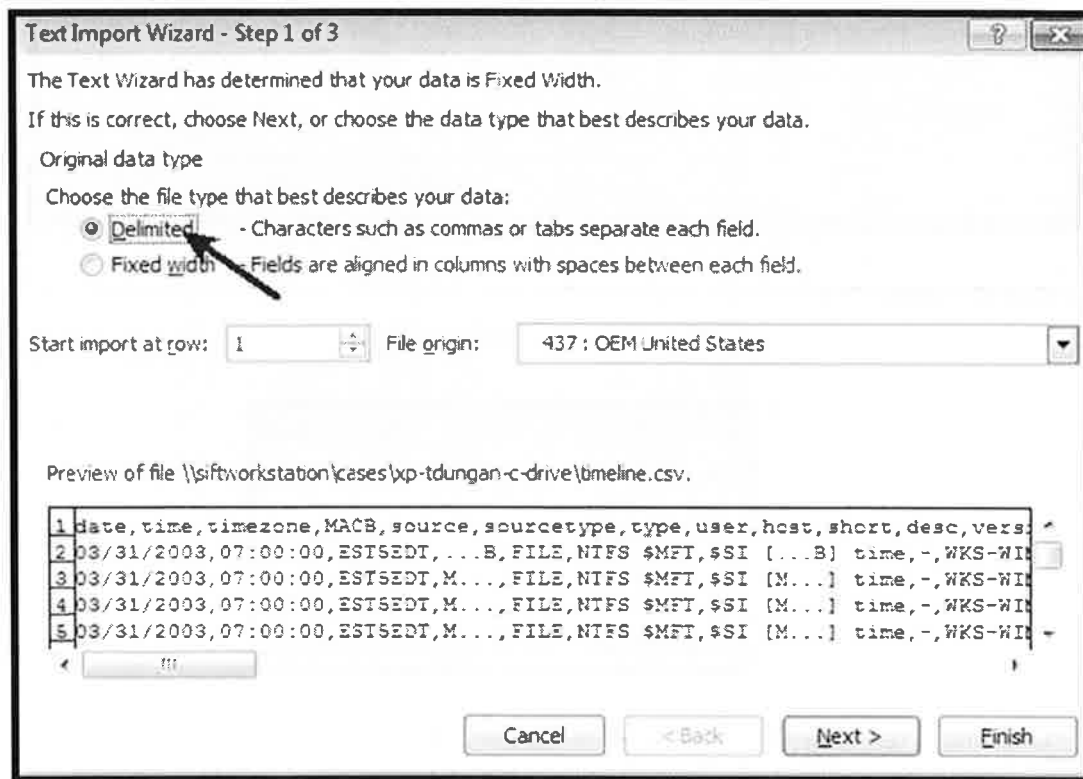 Text Import Wizard - Step 1 of 3
The Text Wizard has determined that your data is Fixed Width.
If this is correct, choose Next, or choose the data type that best describes your data.
Original data type
Choose the file type that best describes your data:
Delimited - Characters such as commas or tabs separate each field.
Fixed width - Fields are aligned in columns with spaces between each field.
Start import at row: 1 File origin: 437 : OEM United States
Preview of file \\siftworkstation\cases\xp-tdungan-c-drive\timeline.csv.
1 date,time,timezone,MACB,source,sourcetype,type,user,host,short,desc,vers
2 03/31/2003,07:00:00,EST5EDT,...B,FILE,NTFS $MFT,$SI [...B] time,-,WKS-WI
3 03/31/2003,07:00:00,EST5EDT,M...,FILE,NTFS $MFT,$SI [M...] time,-,WKS-WI
4 03/31/2003,07:00:00,EST5EDT,M...,FILE,NTFS $MFT,$SI [M...] time,-,WKS-WI
5 03/31/2003,07:00:00,EST5EDT,M...,FILE,NTFS $MFT,$SI [M...] time,-,WKS-WI
Cancel < Back Next > Finish